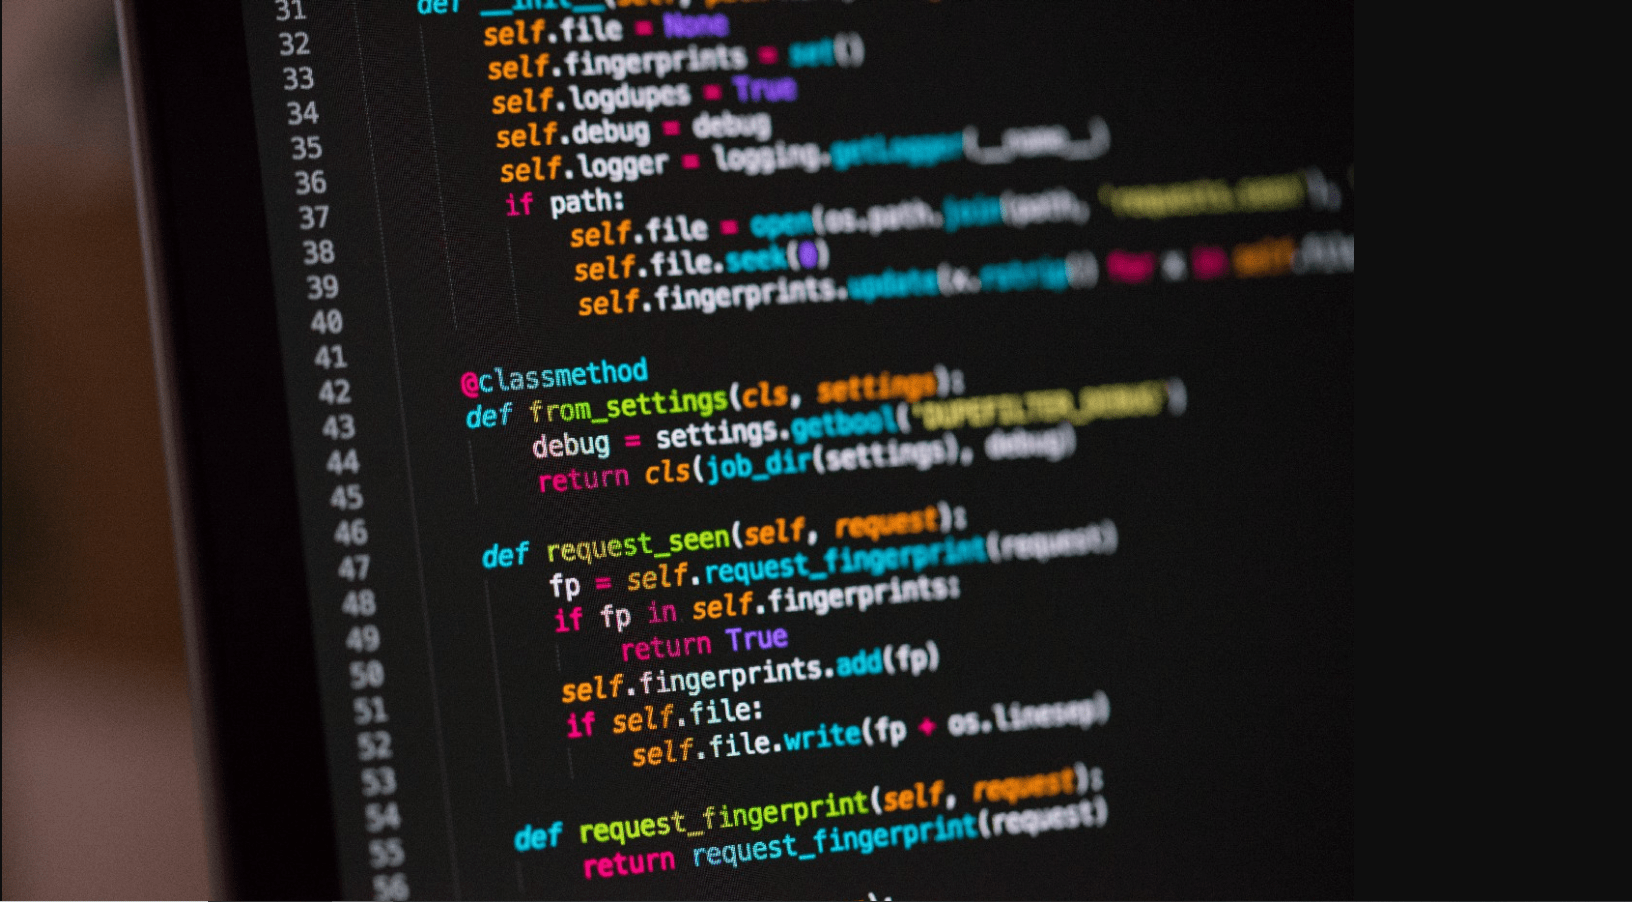 31 def __init__(self,
32 self.file = None
33 self.fingerprints = set()
34 self.logdupes = True
35 self.debug = debug
36 self.logger = logging.getLogger(__name__)
37 if path:
38 self.file = open(os.path.join(path, 'requests.seen'),
39 self.file.seek(0)
40 self.fingerprints.update(x.rstrip() for x in self.file
41
42 @classmethod
43 def from_settings(cls, settings):
44 debug = settings.getbool('DUPEFILTER_DEBUG')
45 return cls(job_dir(settings), debug)
46
47 def request_seen(self, request):
48 fp = self.request_fingerprint(request)
49 if fp in self.fingerprints:
50 return True
51 self.fingerprints.add(fp)
52 if self.file:
53 self.file.write(fp + os.linesep)
54
55 def request_fingerprint(self, request):
56 return request_fingerprint(request)
):